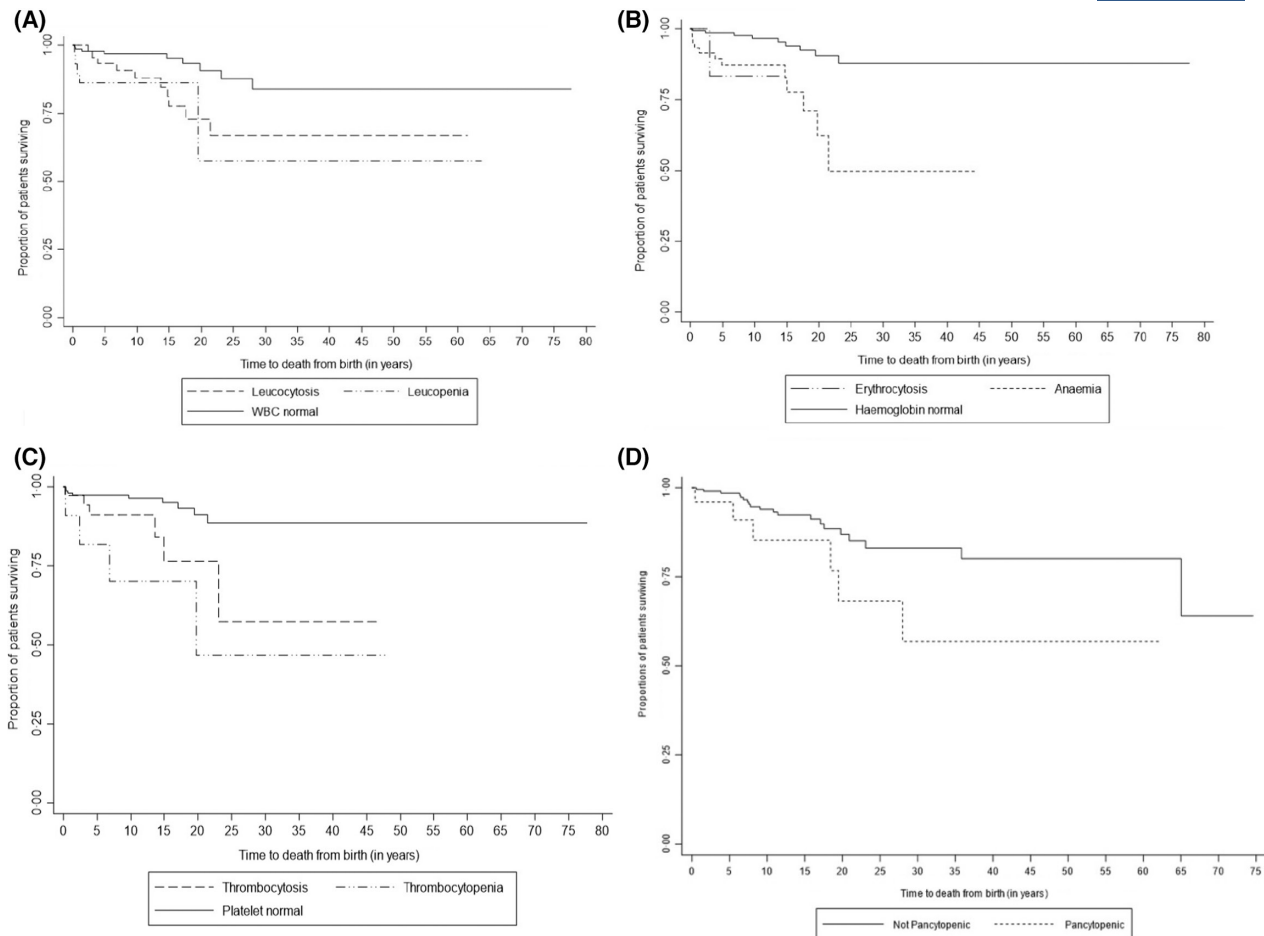 (A)
1·00
0·75
0·50
0·25
0·00
Proportion of patients surviving
0 5 10 15 20 25 30 35 40 45 50 55 60 65 70 75 80
Time to death from birth (in years)
Leucocytosis Leucopenia
WBC normal
(B)
1·00
0·75
0·50
0·25
0·00
Proportion of patients surviving
0 5 10 15 20 25 30 35 40 45 50 55 60 65 70 75 80
Time to death from birth (in years)
Erythrocytosis Anaemia
Haemoglobin normal
(C)
1·00
0·75
0·50
0·25
0·00
Proportion of patients surviving
0 5 10 15 20 25 30 35 40 45 50 55 60 65 70 75 80
Time to death from birth (in years)
Thrombocytosis Thrombocytopenia
Platelet normal
(D)
1·00
0·75
0·50
0·25
0·00
Proportions of patients surviving
0 5 10 15 20 25 30 35 40 45 50 55 60 65 70 75
Time to death from birth (in years)
Not Pancytopenic Pancytopenic